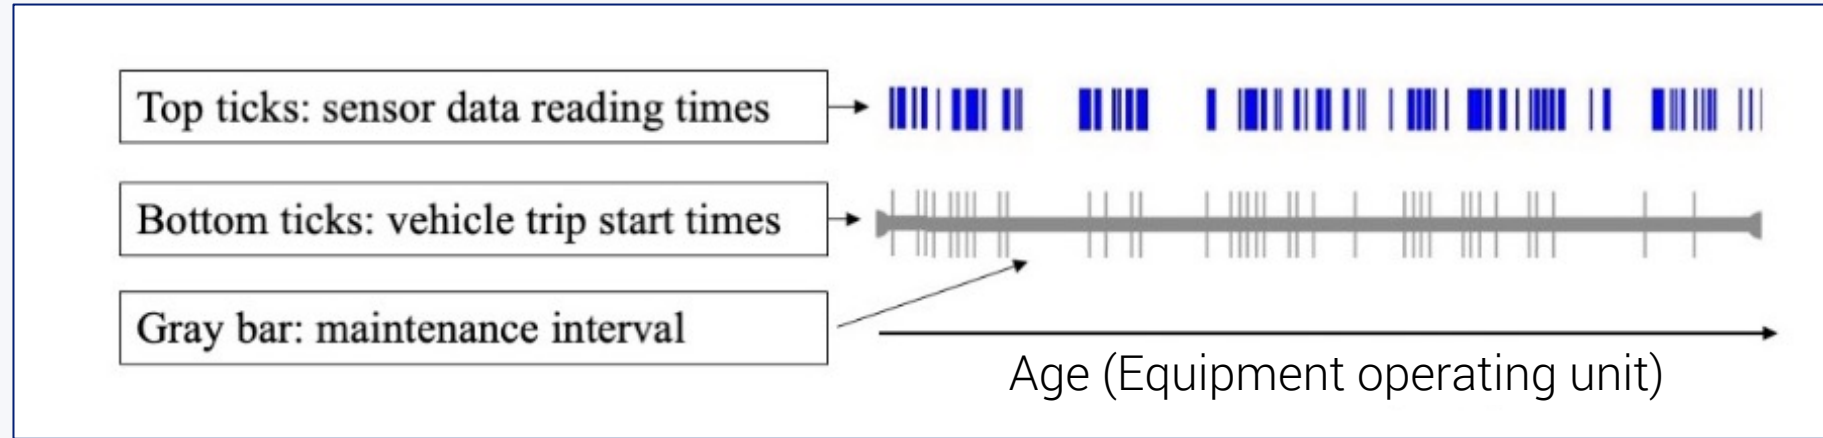 Top ticks: sensor data reading times
Bottom ticks: vehicle trip start times
Gray bar: maintenance interval
Age (Equipment operating unit)